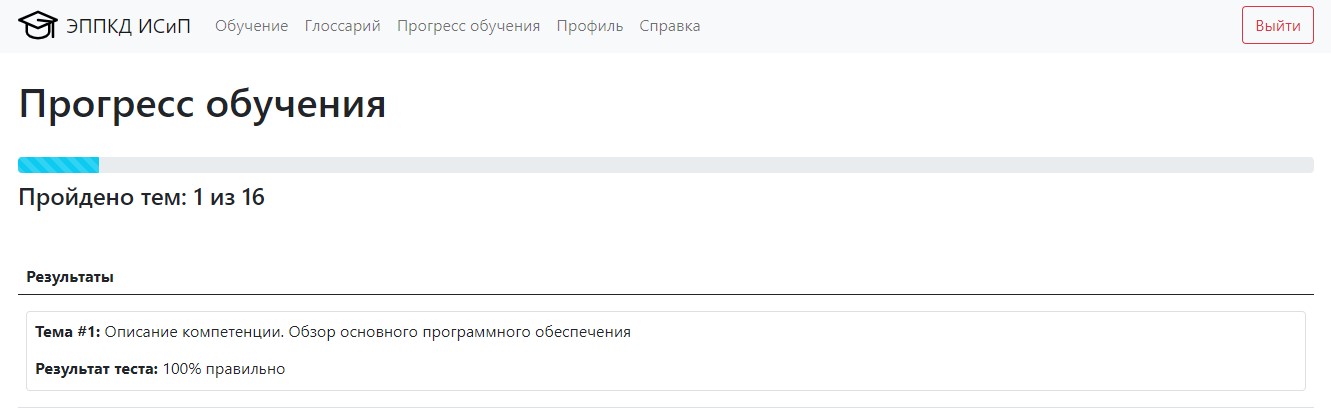 ЭППКД ИСиП Обучение Глоссарий Прогресс обучения Профиль Справка Выйти
Прогресс обучения
Пройдено тем: 1 из 16
Результаты
Тема #1: Описание компетенции. Обзор основного программного обеспечения
Результат теста: 100% правильно